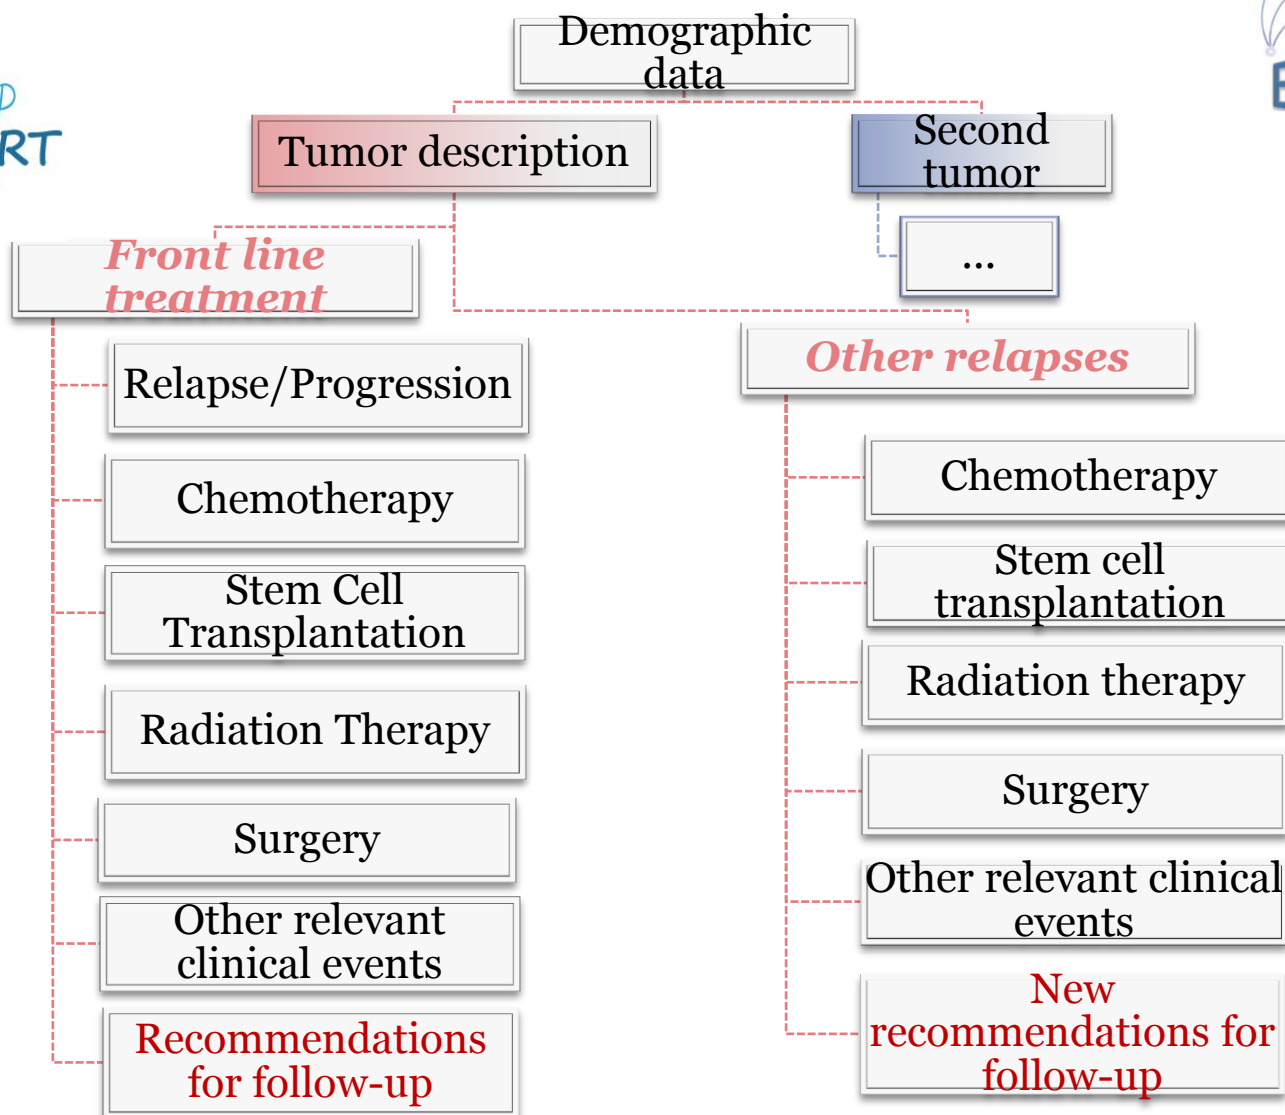 Demographic
data
RT
Tumor description
Second
tumor
...
Front line
treatment
Other relapses
Relapse/Progression
Chemotherapy
Stem Cell
Transplantation
Radiation Therapy
Surgery
Other relevant
clinical events
Recommendations
for follow-up
Chemotherapy
Stem cell
transplantation
Radiation therapy
Surgery
Other relevant clinical
events
New
recommendations for
follow-up